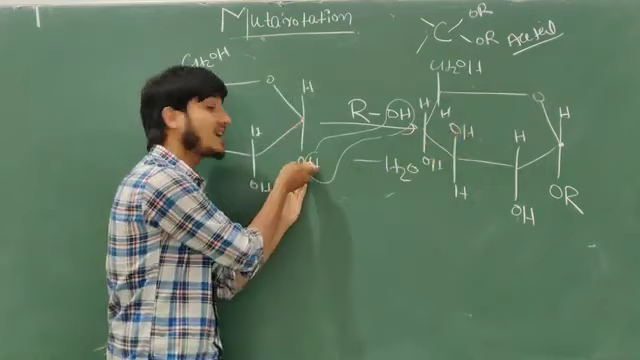 Mutarotation
C
OR
OR Acetal
CH2OH
O
H
H
OH
OH
R-OH
-H2O
CH2OH
O
H
H
H
OH
OH
H
H
OH
OR